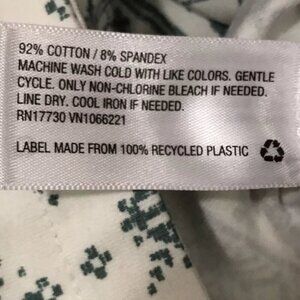 92% COTTON / 8% SPANDEX
MACHINE WASH COLD WITH LIKE COLORS. GENTLE
CYCLE. ONLY NON-CHLORINE BLEACH IF NEEDED.
LINE DRY. COOL IRON IF NEEDED.
RN17730 VN1066221
LABEL MADE FROM 100% RECYCLED PLASTIC